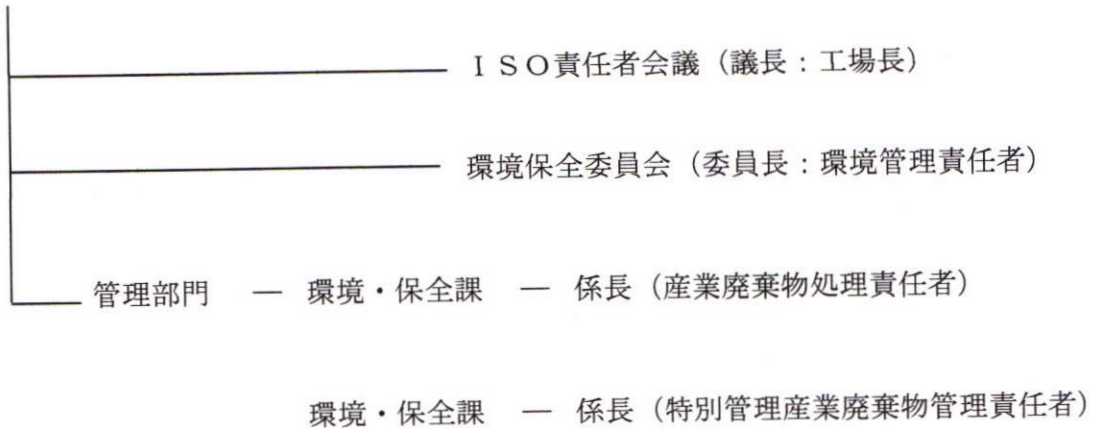 ISO責任者会議（議長：工場長）
環境保全委員会（委員長：環境管理責任者）
管理部門 ― 環境・保全課 ― 係長（産業廃棄物処理責任者）
環境・保全課 ― 係長（特別管理産業廃棄物管理責任者）